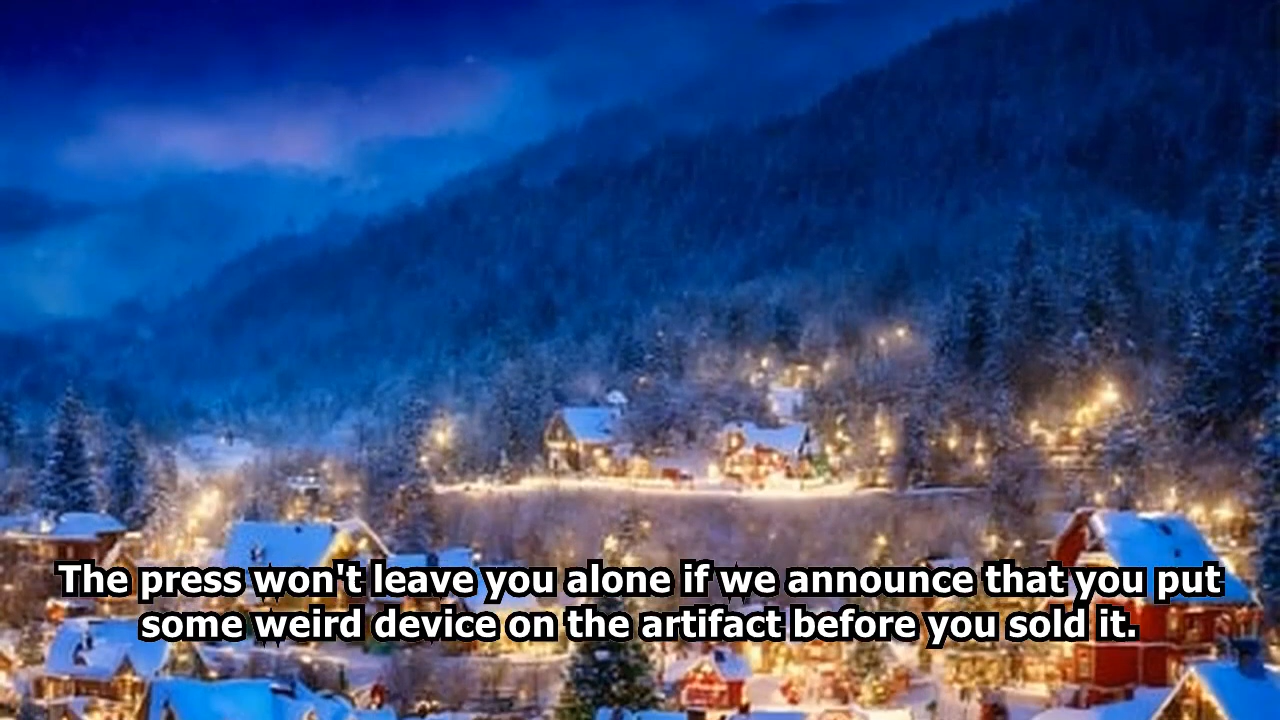 The press won't leave you alone if we announce that you put
some weird device on the artifact before you sold it.